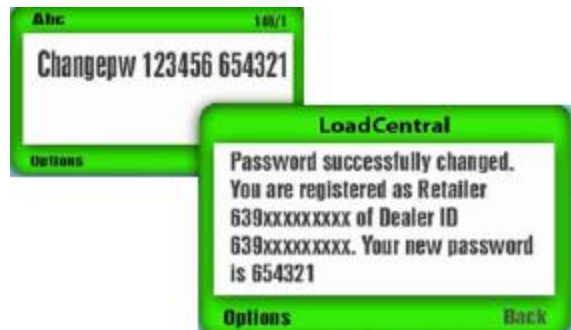 Abc 140/1
Changepw 123456 654321
Options
LoadCentral
Password successfully changed.
You are registered as Retailer
639xxxxxxxxx of Dealer ID
639xxxxxxxxx. Your new password
is 654321
Options Back